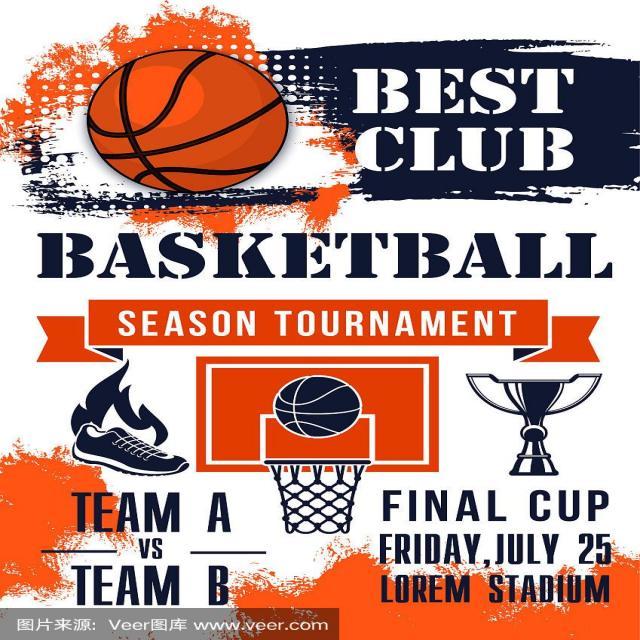 BEST
CLUB
BASKETBALL
SEASON TOURNAMENT
TEAM A
VS
TEAM B
FINAL CUP
FRIDAY, JULY 25
LOREM STADIUM
图片来源：Veer图库 www.veer.com